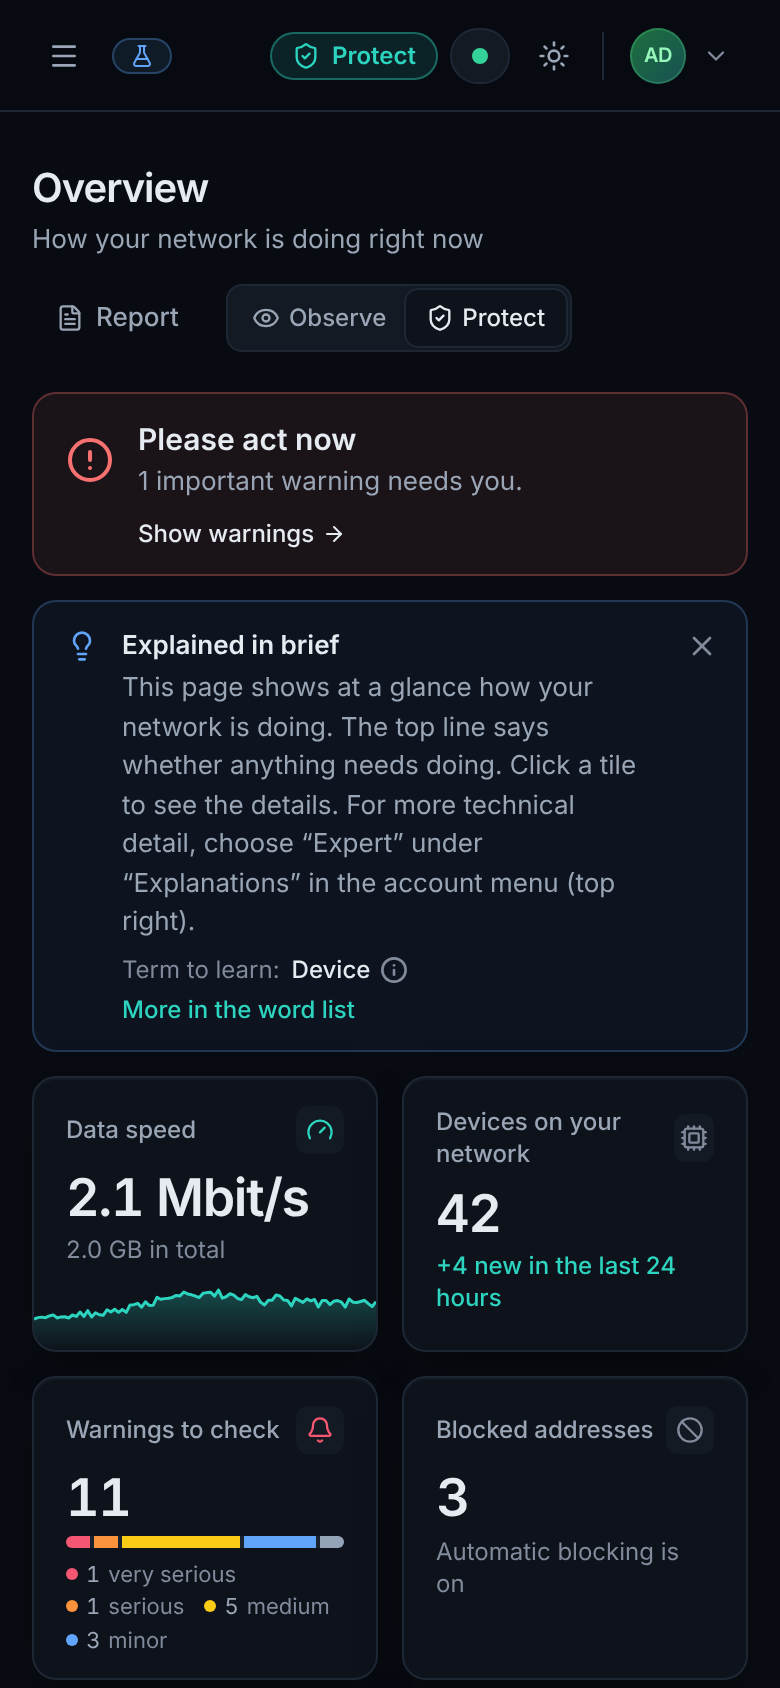 Protect
AD
Overview
How your network is doing right now
Report
Observe
Protect
Please act now
1 important warning needs you.
Show warnings →
Explained in brief
This page shows at a glance how your
network is doing. The top line says
whether anything needs doing. Click a tile
to see the details. For more technical
detail, choose “Expert” under
“Explanations” in the account menu (top
right).
Term to learn: Device
More in the word list
Data speed
2.1 Mbit/s
2.0 GB in total
Devices on your
network
42
+4 new in the last 24
hours
Warnings to check
11
1 very serious
1 serious 5 medium
3 minor
Blocked addresses
3
Automatic blocking is
on